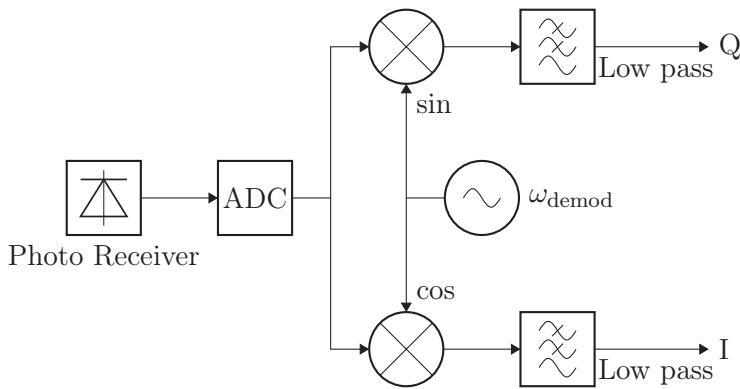 Q
Low pass
sin
ADC
ω_demod
Photo Receiver
cos
I
Low pass